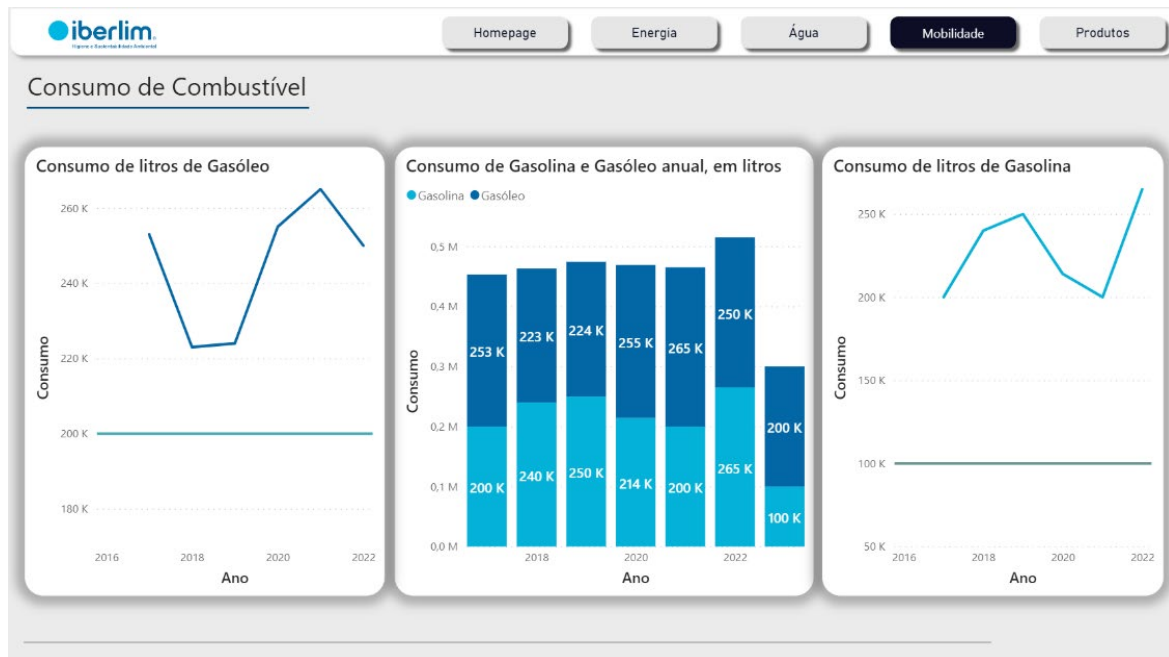 iberlim.
Higiene e Sustentabilidade Ambiental
Homepage
Energia
Água
Mobilidade
Produtos
Consumo de Combustível
Consumo de litros de Gasóleo
260 K
240 K
220 K
200 K
180 K
Consumo
2016 2018 2020 2022
Ano
Consumo de Gasolina e Gasóleo anual, em litros
Gasolina Gasóleo
0,5 M
0,4 M
0,3 M
0,2 M
0,1 M
0,0 M
Consumo
253 K 223 K 224 K 255 K 265 K 250 K 200 K
200 K 240 K 250 K 214 K 200 K 265 K 100 K
2018 2020 2022
Ano
Consumo de litros de Gasolina
250 K
200 K
150 K
100 K
50 K
Consumo
2016 2018 2020 2022
Ano